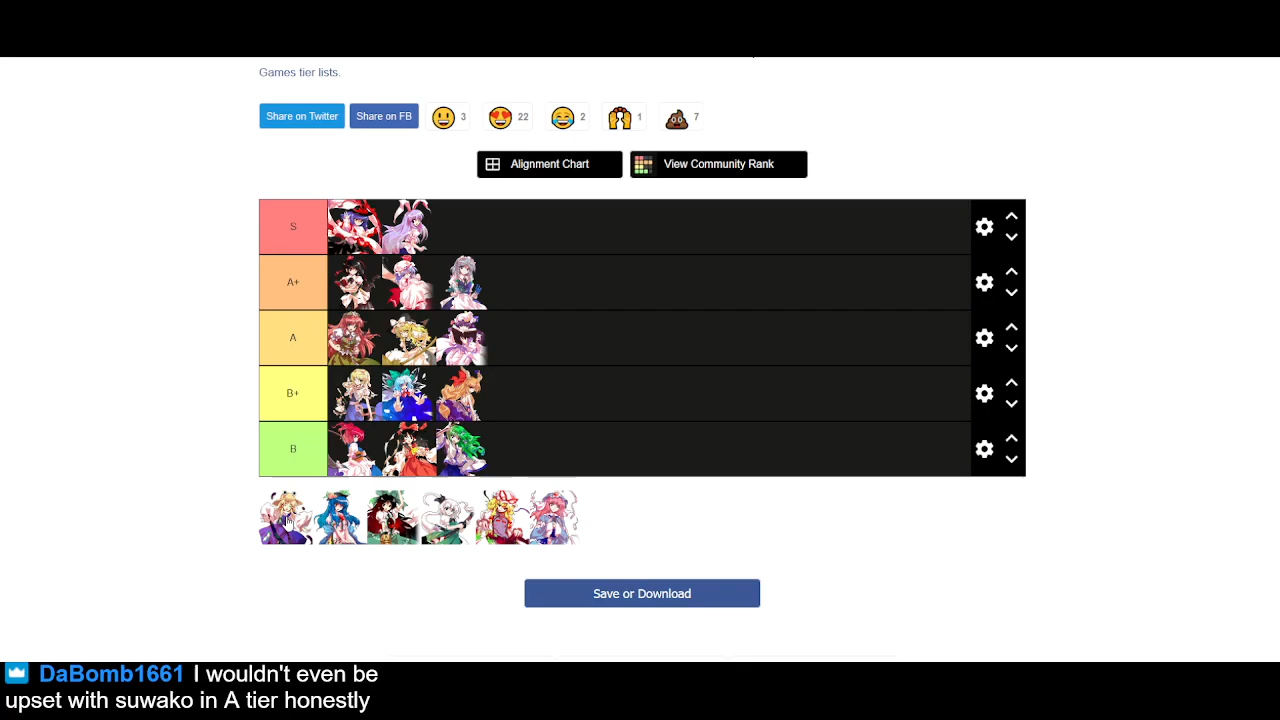 Games tier lists.
Share on Twitter Share on FB 3 22 2 1 7
Alignment Chart View Community Rank
S
A+
A
B+
B
Save or Download
DaBomb1661 I wouldn't even be
upset with suwako in A tier honestly